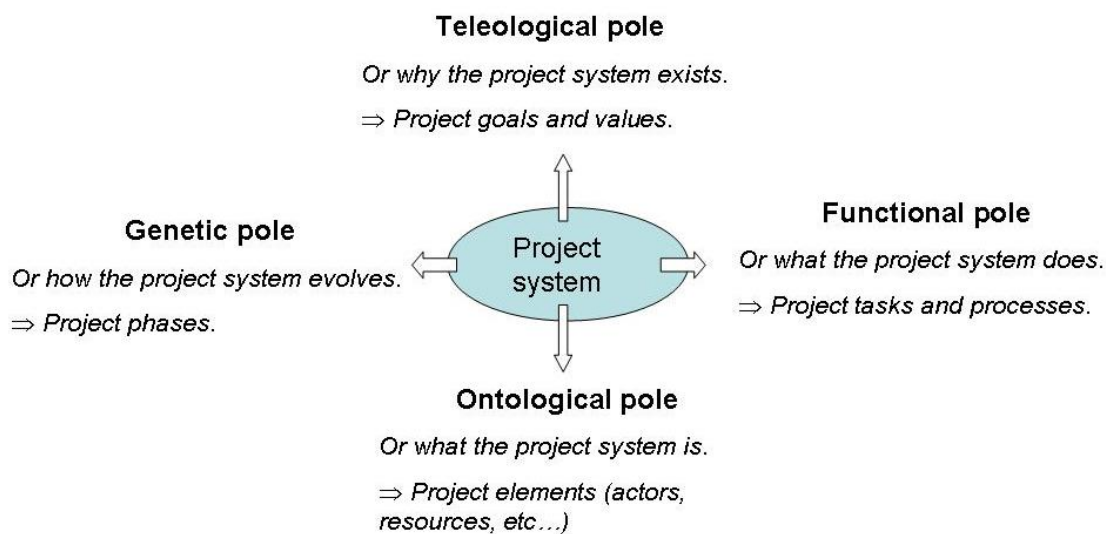 Teleological pole
Or why the project system exists.
⇒ Project goals and values.
Genetic pole
Or how the project system evolves.
⇒ Project phases.
Project
system
Functional pole
Or what the project system does.
⇒ Project tasks and processes.
Ontological pole
Or what the project system is.
⇒ Project elements (actors,
resources, etc…)